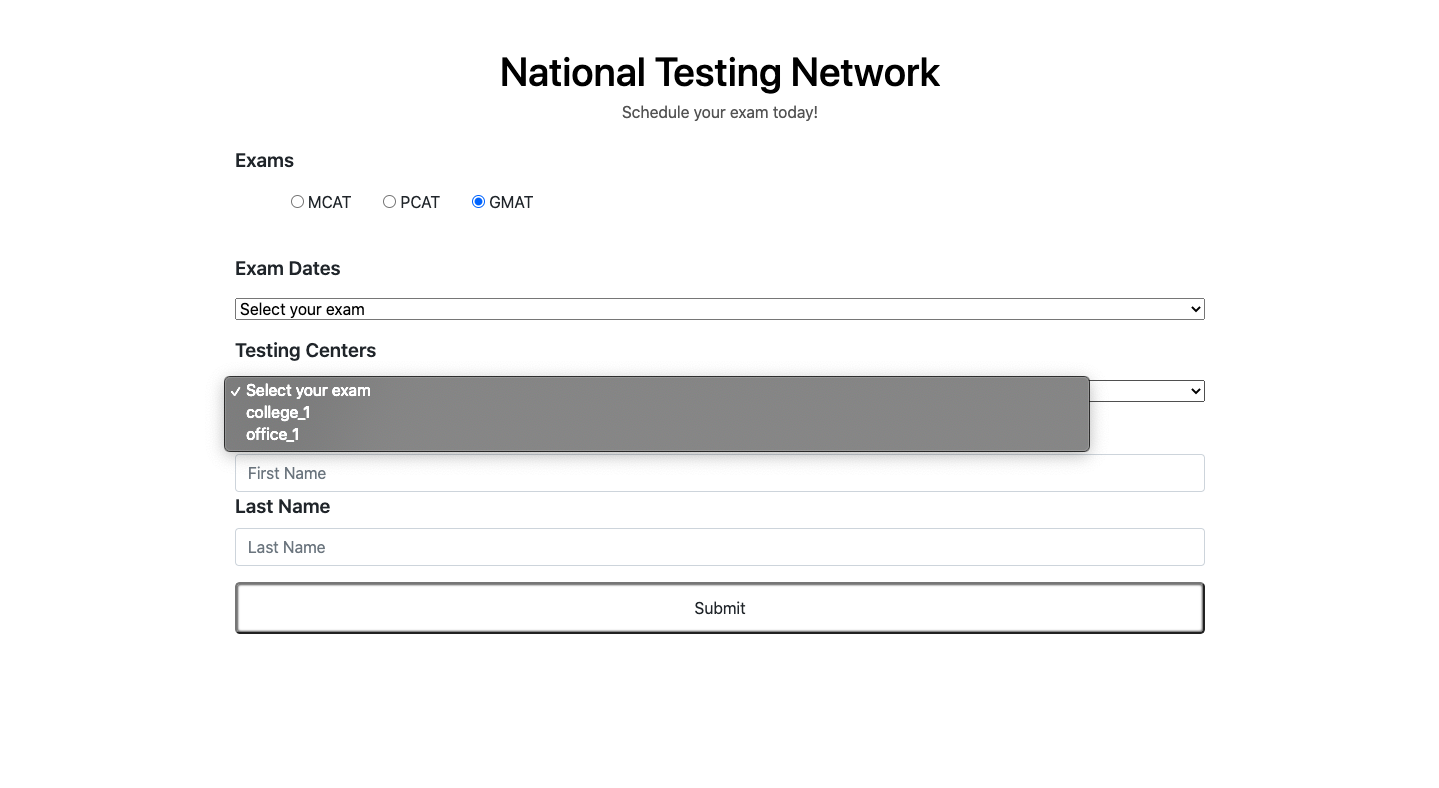 National Testing Network
Schedule your exam today!
Exams
MCAT PCAT GMAT
Exam Dates
Select your exam
Testing Centers
✓ Select your exam
college_1
office_1
First Name
Last Name
Last Name
Submit